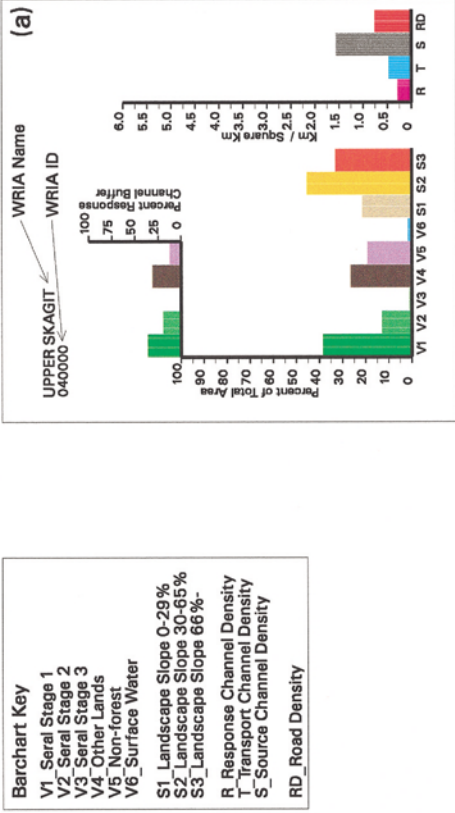 Barchart Key
V1_Seral Stage 1
V2_Seral Stage 2
V3_Seral Stage 3
V4_Other Lands
V5_Non-forest
V6_Surface Water
S1_Landscape Slope 0-29%
S2_Landscape Slope 30-65%
S3_Landscape Slope 66%-
R_Response Channel Density
T_Transport Channel Density
S_Source Channel Density
RD_Road Density
(a)
WRIA Name
UPPER SKAGIT
040000
WRIA ID
100
75
50
25
0
Percent Response
Channel Buffer
100
90
80
70
60
50
40
30
20
10
0
Percent of Total Area
V1 V2 V3 V4 V5 V6 S1 S2 S3
6.0
5.5
5.0
4.5
4.0
3.5
3.0
2.5
2.0
1.5
1.0
0.5
0
Km / Square Km
R T S RD